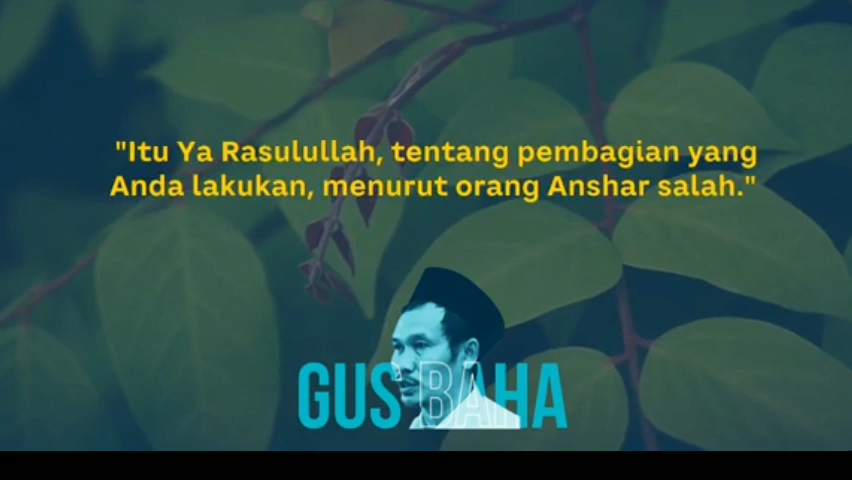 "Itu Ya Rasulullah, tentang pembagian yang
Anda lakukan, menurut orang Anshar salah."
GUS BAHA